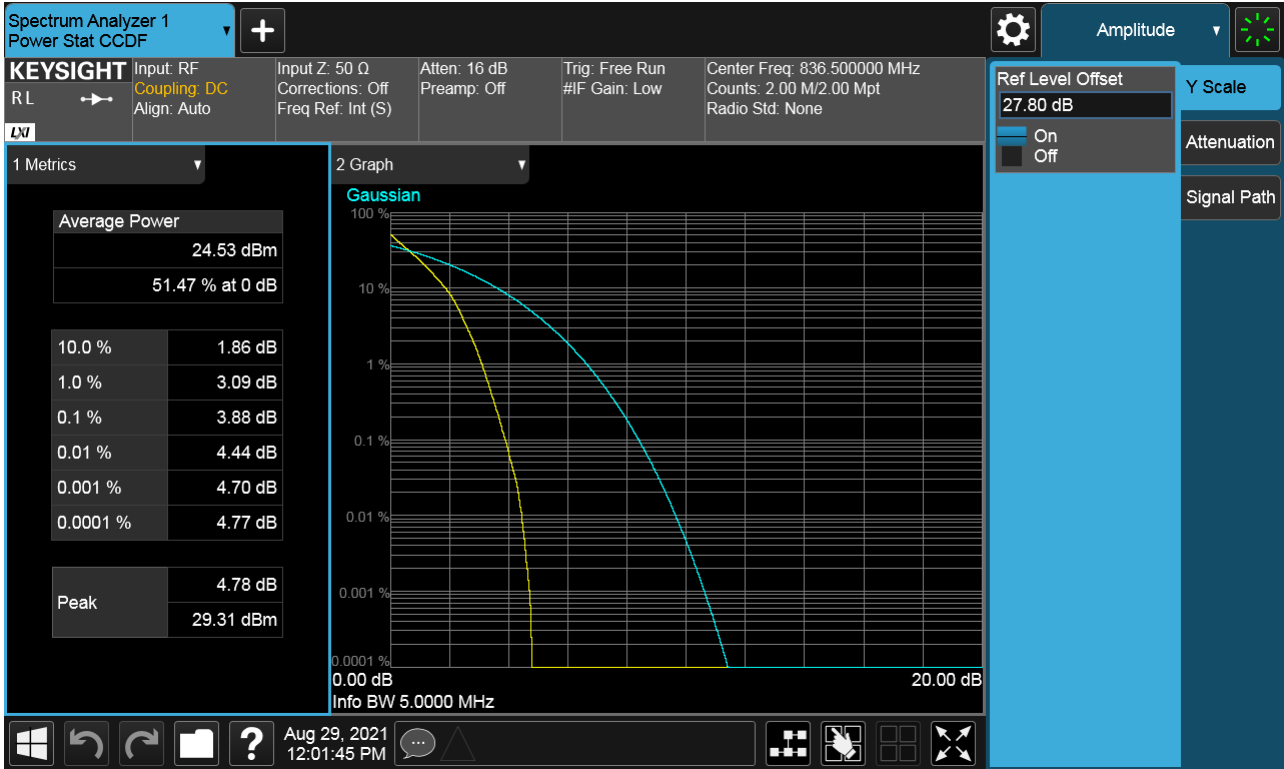 Spectrum Analyzer 1
Power Stat CCDF
Amplitude
KEYSIGHT
R L
LXI
Input: RF
Coupling: DC
Align: Auto
Input Z: 50 Ω
Corrections: Off
Freq Ref: Int (S)
Atten: 16 dB
Preamp: Off
Trig: Free Run
#IF Gain: Low
Center Freq: 836.500000 MHz
Counts: 2.00 M/2.00 Mpt
Radio Std: None
Ref Level Offset
27.80 dB
On
Off
Y Scale
Attenuation
Signal Path
1 Metrics
Average Power
24.53 dBm
51.47 % at 0 dB
10.0 % 1.86 dB
1.0 % 3.09 dB
0.1 % 3.88 dB
0.01 % 4.44 dB
0.001 % 4.70 dB
0.0001 % 4.77 dB
Peak
4.78 dB
29.31 dBm
2 Graph
Gaussian
100 %
10 %
1 %
0.1 %
0.01 %
0.001 %
0.0001 %
0.00 dB 20.00 dB
Info BW 5.0000 MHz
?
Aug 29, 2021
12:01:45 PM